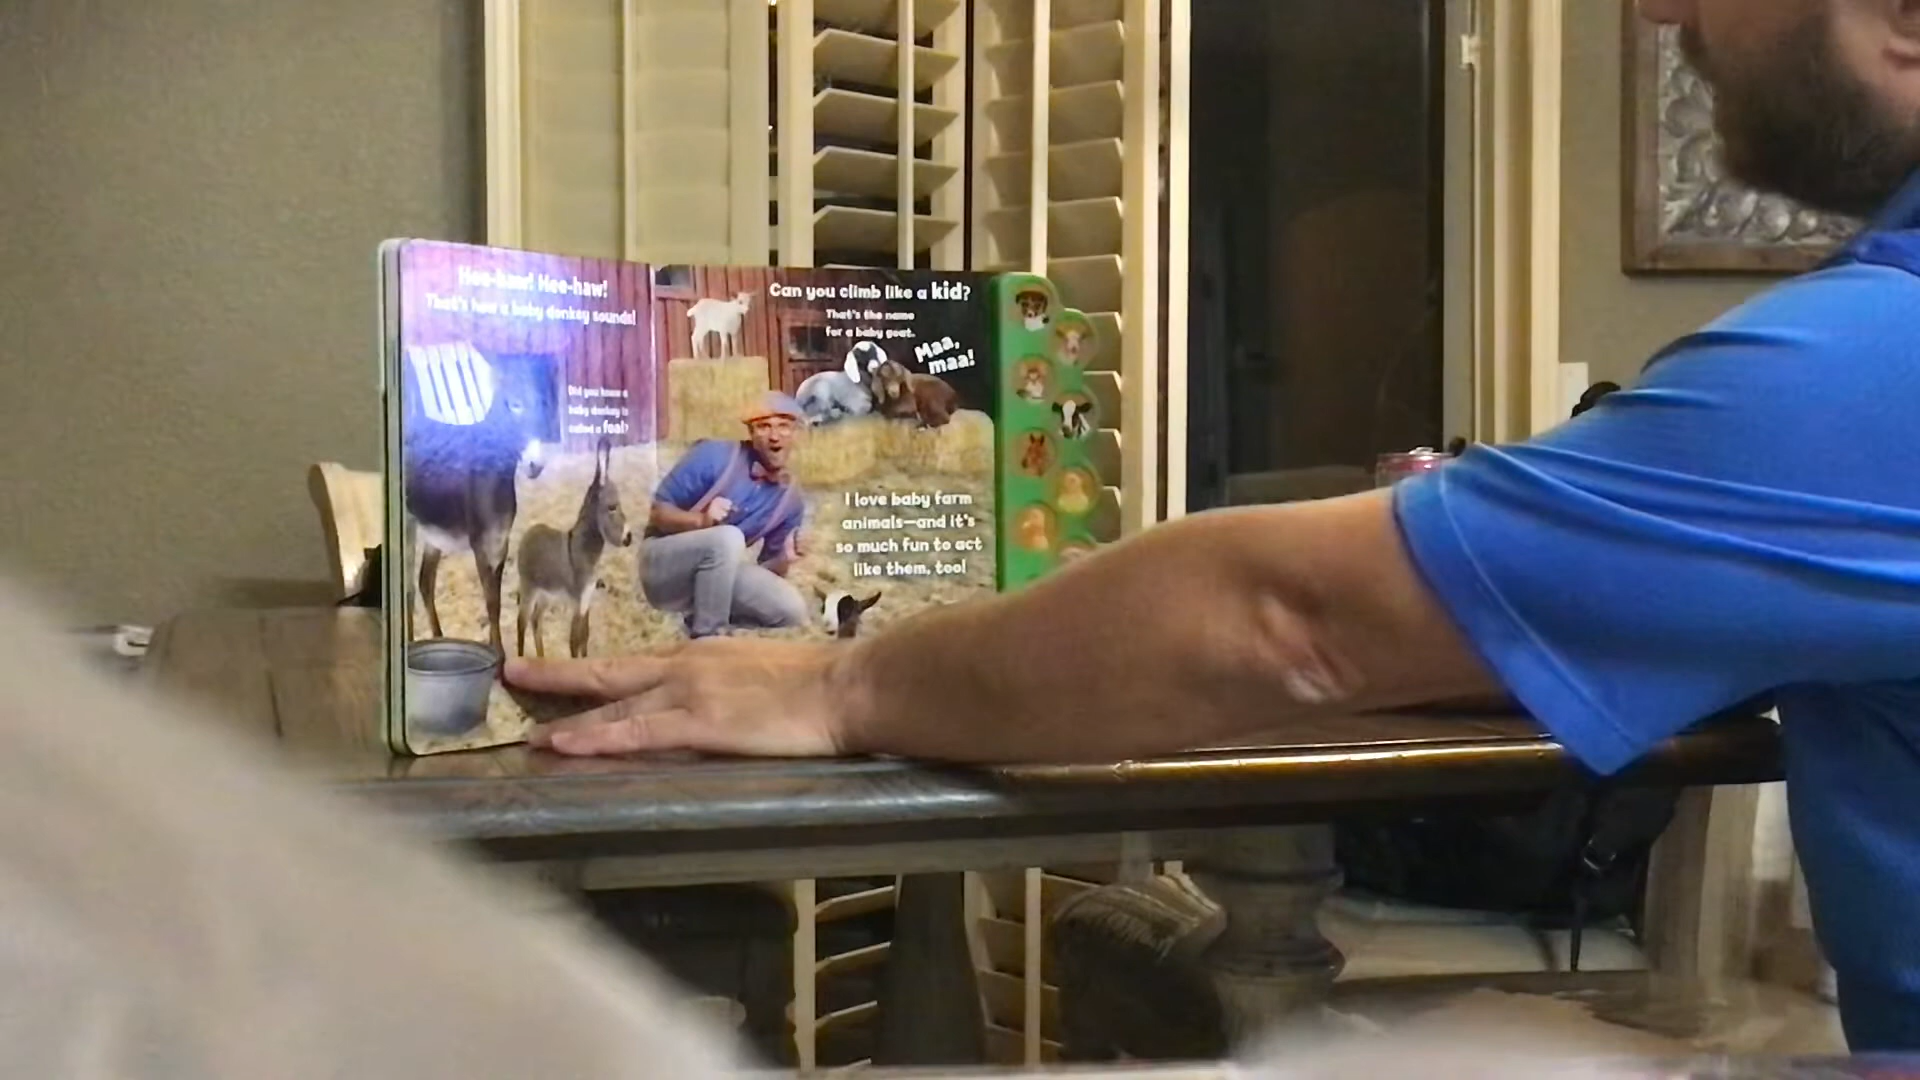 Hee-haw! Hee-haw!
That's how a baby donkey sounds!
Did you know a
baby donkey is
called a foal?
Can you climb like a kid?
That's the name
for a baby goat.
Maa,
maa!
I love baby farm
animals—and it's
so much fun to act
like them, too!